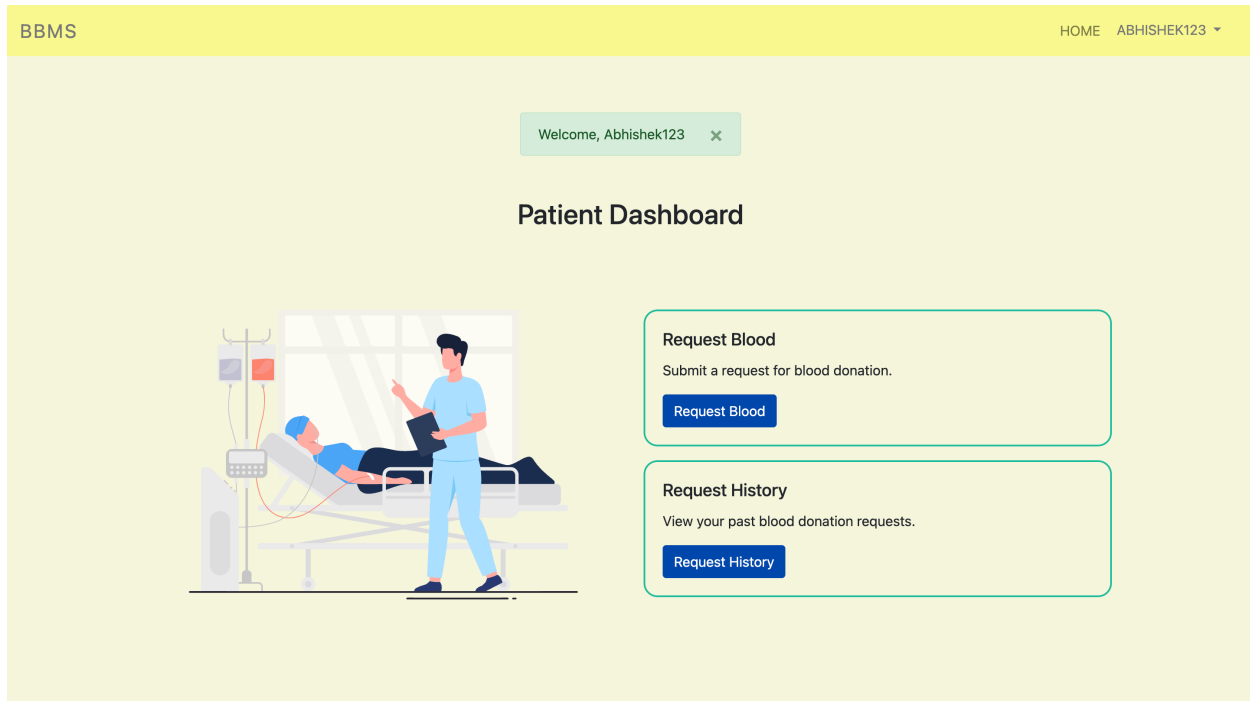 BBMS
HOME ABHISHEK123
Welcome, Abhishek123 ×
Patient Dashboard
Request Blood
Submit a request for blood donation.
Request Blood
Request History
View your past blood donation requests.
Request History